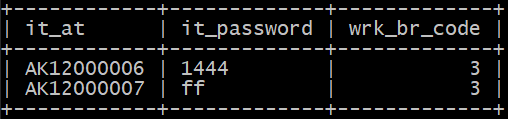 +------------+-------------+------------+
| it_at      | it_password | wrk_br_code |
+------------+-------------+------------+
| AK12000006 | 1444        |           3 |
| AK12000007 | ff          |           3 |
+------------+-------------+------------+